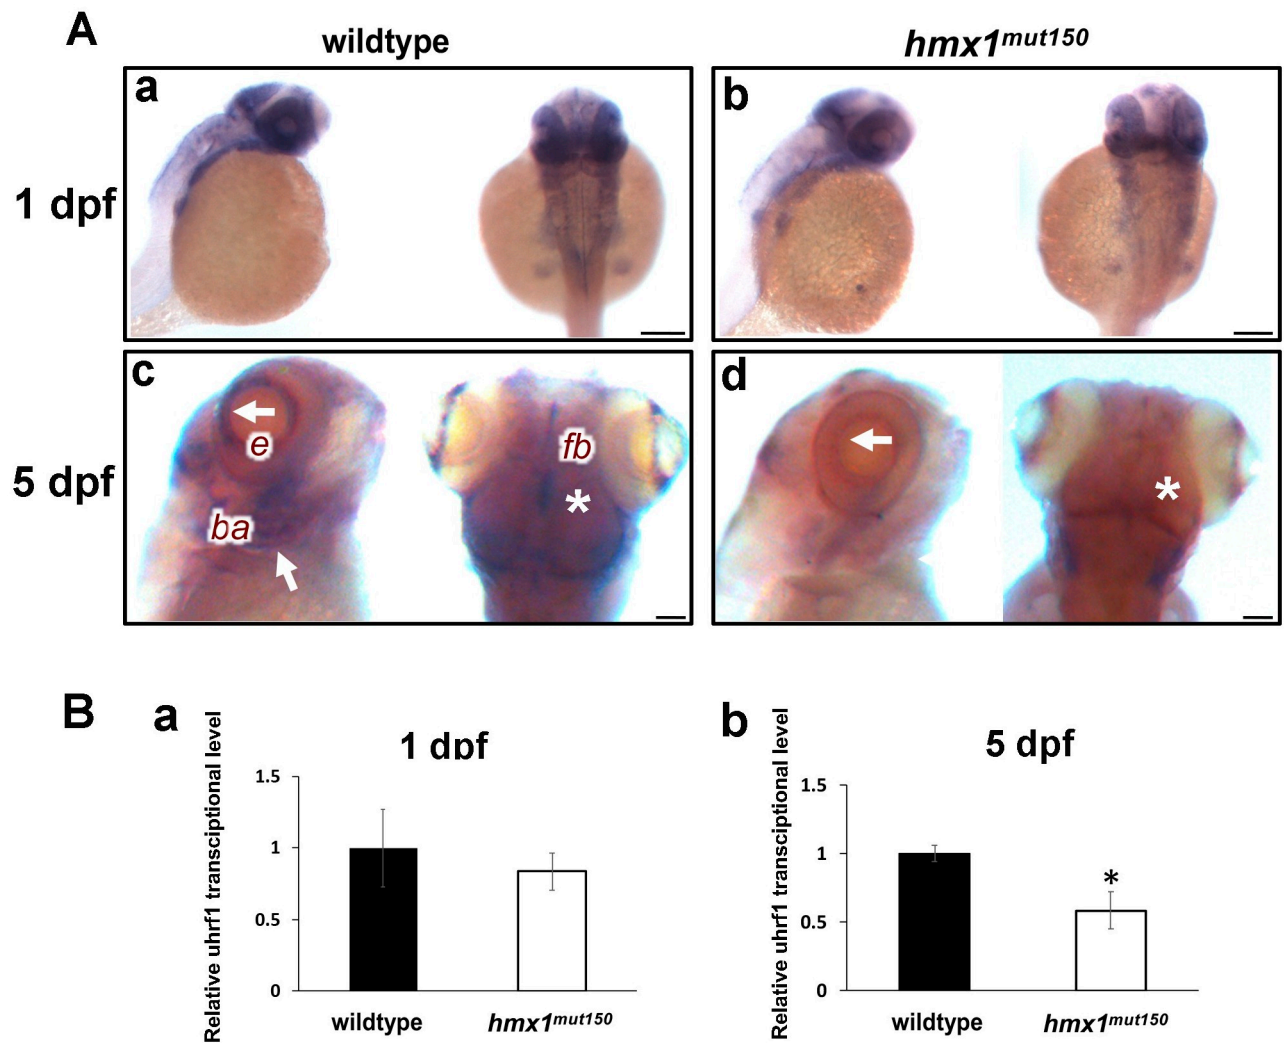 A
wildtype
hmx1mut150
a
b
1 dpf
c
d
e
fb
*
*
ba
5 dpf
B
a
b
1 dpf
5 dpf
Relative uhrf1 transciptional level
1.5
1
0.5
0
wildtype
hmx1mut150
Relative uhrf1 transcriptional level
1.5
1
0.5
0
*
wildtype
hmx1mut150